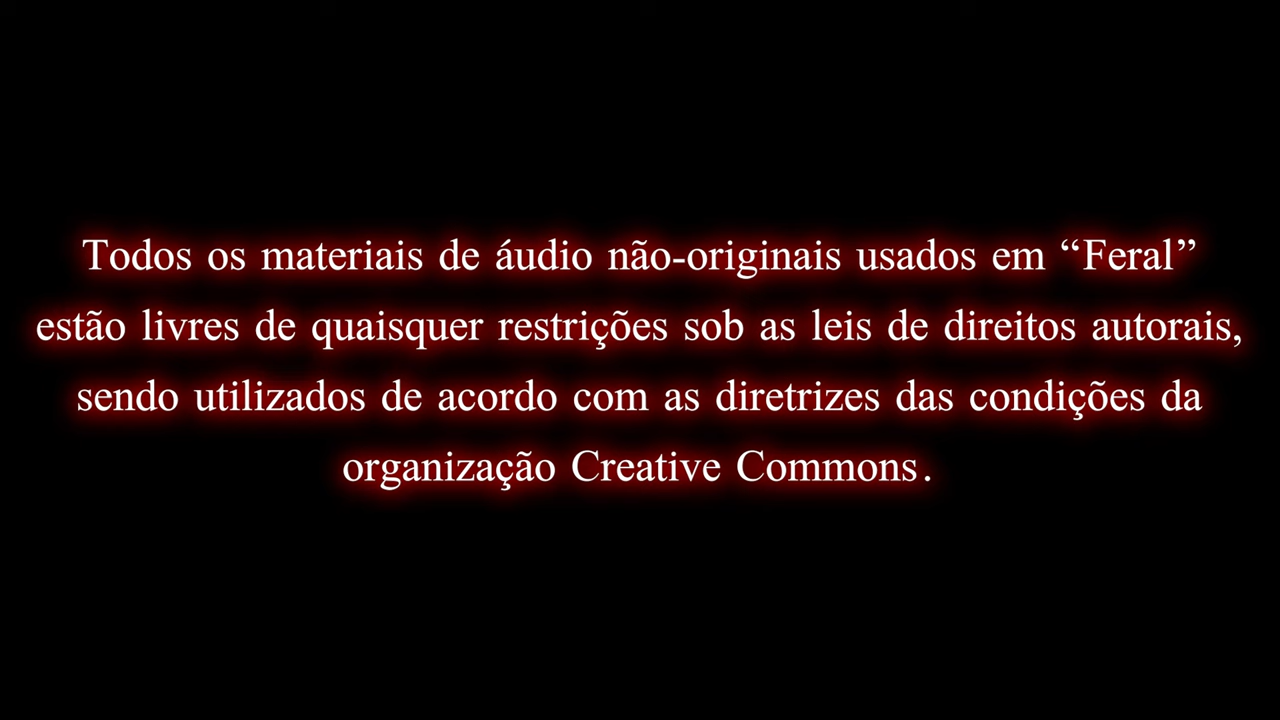 Todos os materiais de áudio não-originais usados em “Feral”
estão livres de quaisquer restrições sob as leis de direitos autorais,
sendo utilizados de acordo com as diretrizes das condições da
organização Creative Commons.